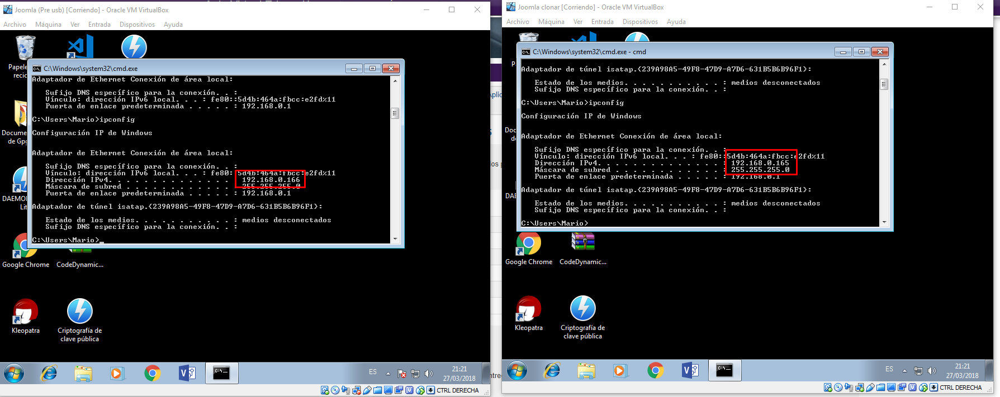 Joomla (Pre usb) [Corriendo] - Oracle VM VirtualBox
Archivo Máquina Ver Entrada Dispositivos Ayuda
Papele
recic
C:\Windows\system32\cmd.exe
Adaptador de Ethernet Conexión de área local:
Sufijo DNS específico para la conexión. . :
Vínculo: dirección IPv6 local. . . : fe80::5d4b:464a:fbcc:e2fd%11
Puerta de enlace predeterminada . . . . . : 192.168.0.1
C:\Users\Mario>ipconfig
Configuración IP de Windows
Adaptador de Ethernet Conexión de área local:
Sufijo DNS específico para la conexión. . :
Vínculo: dirección IPv6 local. . . : fe80::5d4b:464a:fbcc:e2fd%11
Dirección IPv4. . . . . . . . . . . . . . 192.168.0.166
Máscara de subred . . . . . . . . . . . . 255.255.255.0
Puerta de enlace predeterminada . . . . . : 192.168.0.1
Adaptador de túnel isatap.{239A98A5-49F8-47D9-A7D6-631B5B6B96F1}:
Estado de los medios. . . . . . . . . . . : medios desconectados
Sufijo DNS específico para la conexión. . :
C:\Users\Mario>_
Docume
de Gpg
DAEMO
Lit
Google Chrome
CodeDynamic...
Kleopatra
Criptografía de
clave pública
ES
21:21
27/03/2018
CTRL DERECHA
Joomla clonar [Corriendo] - Oracle VM VirtualBox
Archivo Máquina Ver Entrada Dispositivos Ayuda
C:\Windows\system32\cmd.exe - cmd
Adaptador de túnel isatap.{239A98A5-49F8-47D9-A7D6-631B5B6B96F1}:
Estado de los medios. . . . . . . . . . . : medios desconectados
Sufijo DNS específico para la conexión. . :
C:\Users\Mario>ipconfig
Configuración IP de Windows
Adaptador de Ethernet Conexión de área local:
Sufijo DNS específico para la conexión. . :
Vínculo: dirección IPv6 local. . . : fe80::5d4b:464a:fbcc:e2fd%11
Dirección IPv4. . . . . . . . . . . . . . 192.168.0.165
Máscara de subred . . . . . . . . . . . . 255.255.255.0
Puerta de enlace predeterminada . . . . . : 192.168.0.1
Adaptador de túnel isatap.{239A98A5-49F8-47D9-A7D6-631B5B6B96F1}:
Estado de los medios. . . . . . . . . . . : medios desconectados
Sufijo DNS específico para la conexión. . :
C:\Users\Mario>
Doc
de
DAE
Google Chrome
CodeDynamic...
Kleopatra
Criptografía de
clave pública
ES
21:21
27/03/2018
CTRL DERECHA